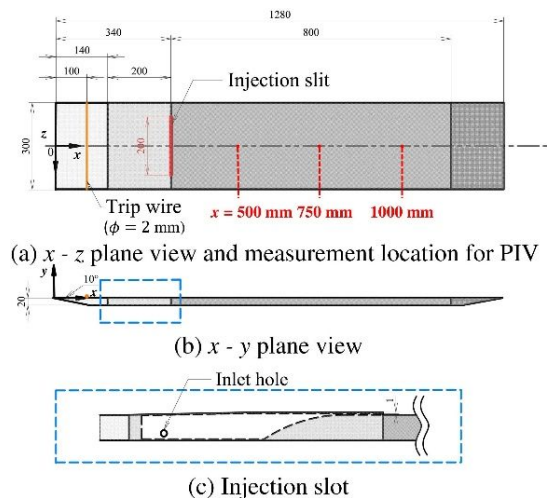 1280
340
800
140
100
200
Injection slit
300
z
0
x
200
Trip wire
(ϕ = 2 mm)
x = 500 mm 750 mm 1000 mm
(a) x - z plane view and measurement location for PIV
y
10°
x
20
(b) x - y plane view
Inlet hole
1
(c) Injection slot